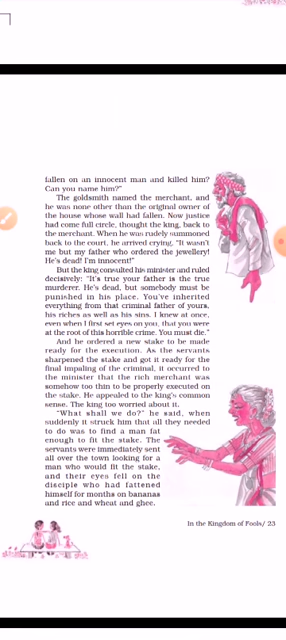 fallen on an innocent man and killed him?
Can you name him?"
The goldsmith named the merchant, and
he was none other than the original owner of
the house whose wall had fallen. Now justice
had come full circle, thought the king, back to
the merchant. When he was rudely summoned
back to the court, he arrived crying, "It wasn't
me but my father who ordered the jewellery!
He's dead! I'm innocent!"
But the king consulted his minister and ruled
decisively: "It's true your father is the true
murderer. He's dead, but somebody must be
punished in his place. You've inherited
everything from that criminal father of yours,
his riches as well as his sins. I knew at once,
even when I first set eyes on you, that you were
at the root of this horrible crime. You must die."
And he ordered a new stake to be made
ready for the execution. As the servants
sharpened the stake and got it ready for the
final impaling of the criminal, it occurred to
the minister that the rich merchant was
somehow too thin to be properly executed on
the stake. He appealed to the king's common
sense. The king too worried about it.
"What shall we do?" he said, when
suddenly it struck him that all they needed
to do was to find a man fat
enough to fit the stake. The
servants were immediately sent
all over the town looking for a
man who would fit the stake,
and their eyes fell on the
disciple who had fattened
himself for months on bananas
and rice and wheat and ghee.
In the Kingdom of Fools/ 23